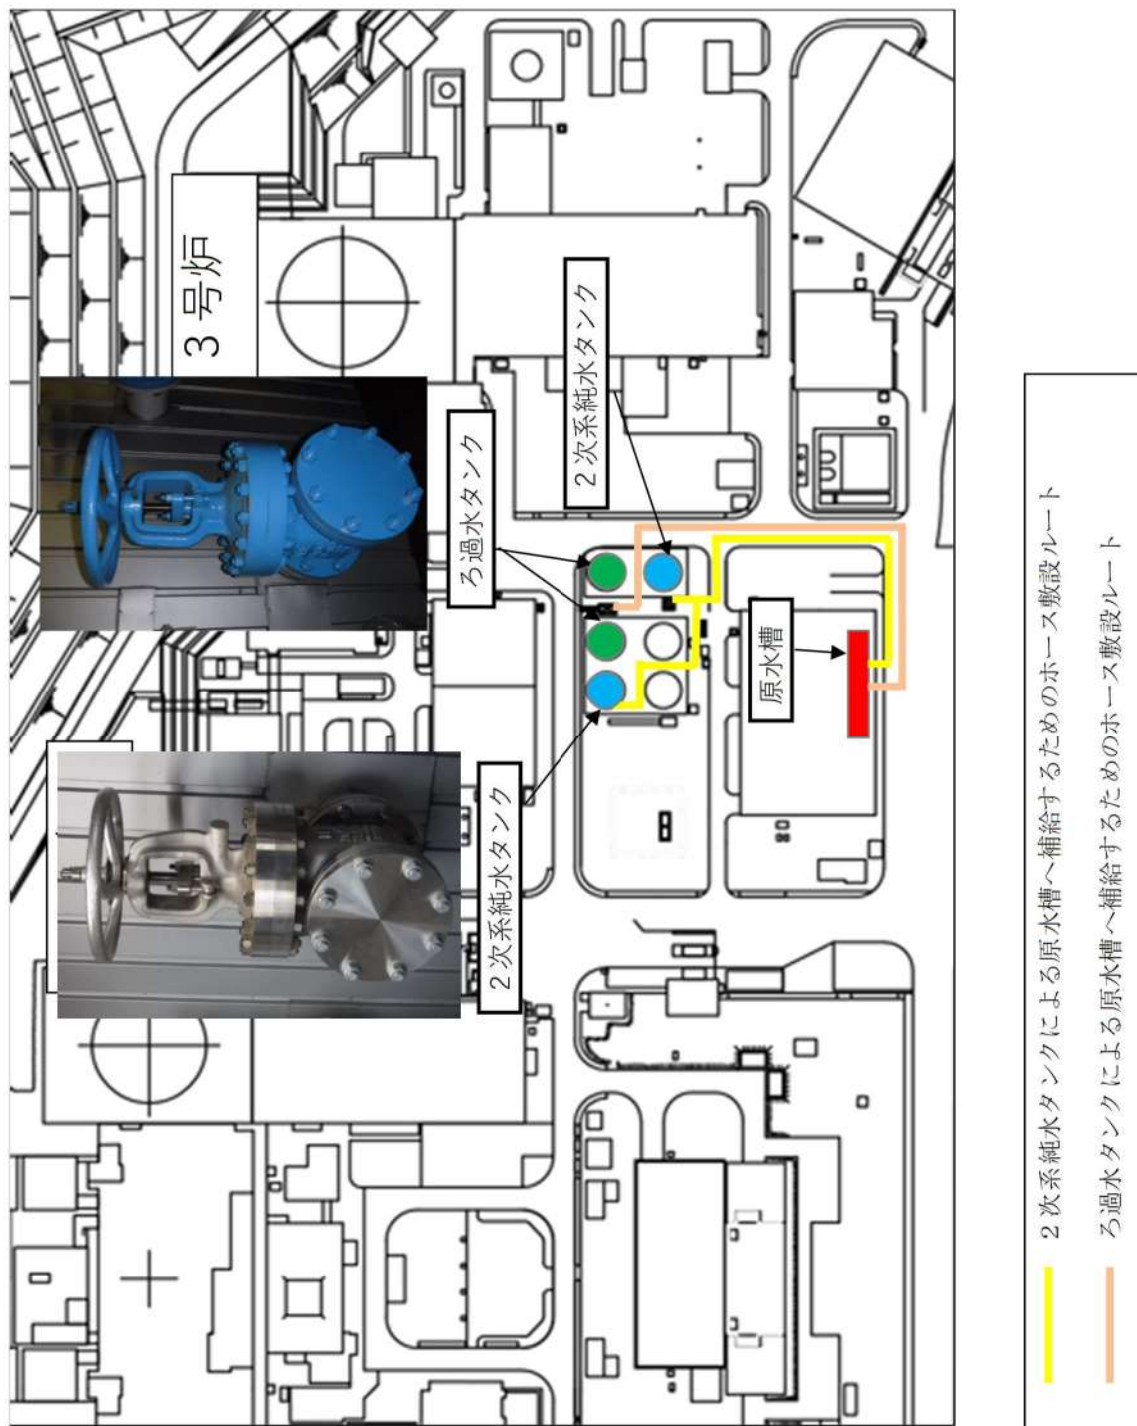 ３号炉
２次系純水タンク
ろ過水タンク
原水槽
２次系純水タンク
２次系純水タンクによる原水槽へ補給するためのホース敷設ルート
ろ過水タンクによる原水槽へ補給するためのホース敷設ルート